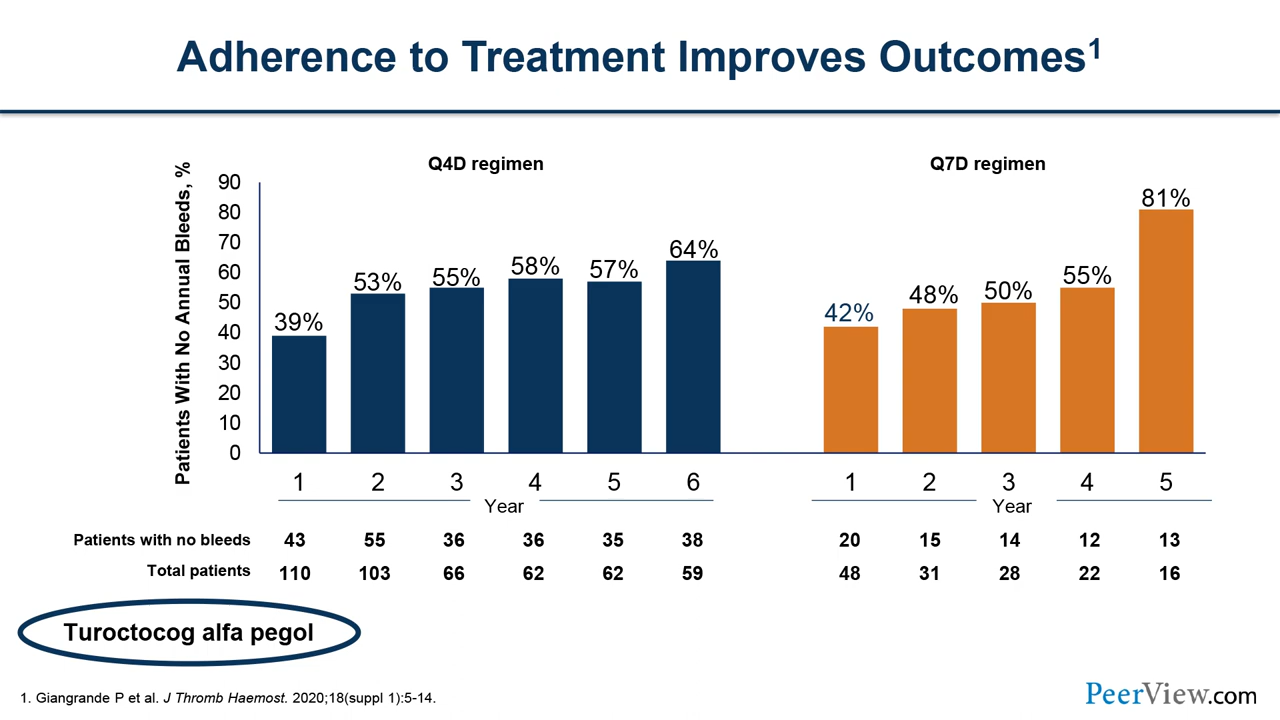 Adherence to Treatment Improves Outcomes1
Q4D regimen
Q7D regimen
Patients With No Annual Bleeds, %
90
80
70
60
50
40
30
20
10
0
39%
53%
55%
58%
57%
64%
42%
48%
50%
55%
81%
1 2 3 4 5 6
1 2 3 4 5
Year
Year
Patients with no bleeds 43 55 36 36 35 38 20 15 14 12 13
Total patients 110 103 66 62 62 59 48 31 28 22 16
Turoctocog alfa pegol
1. Giangrande P et al. J Thromb Haemost. 2020;18(suppl 1):5-14.
PeerView.com